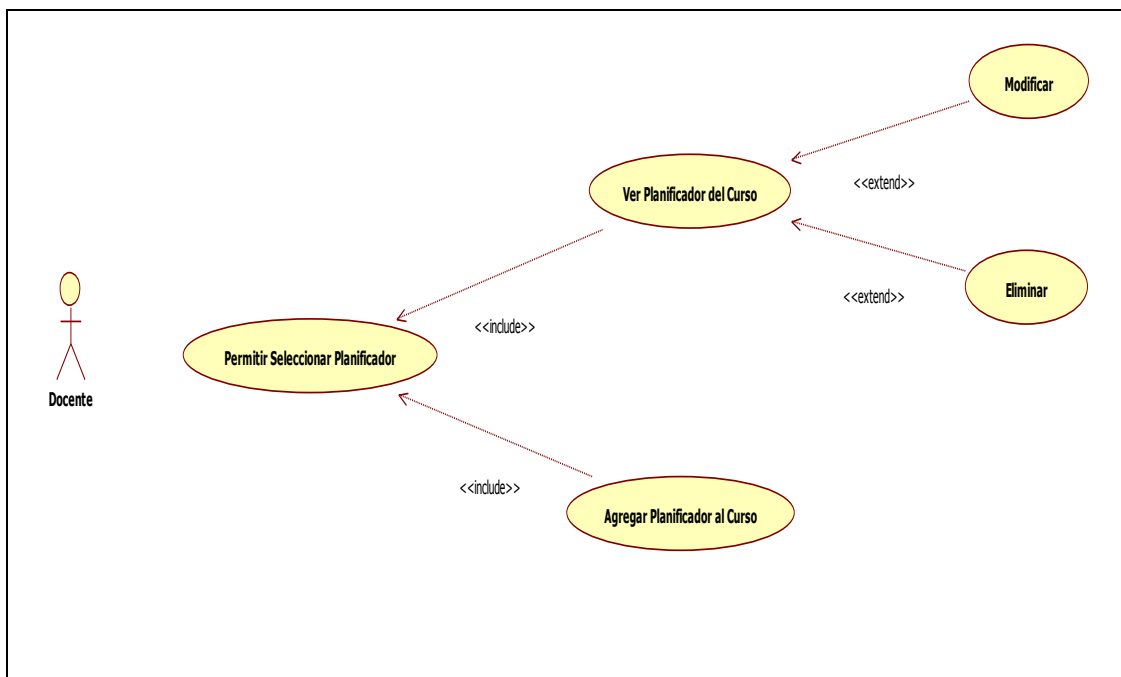 Modificar
<<extend>>
Ver Planificador del Curso
<<extend>>
Eliminar
<<include>>
Permitir Seleccionar Planificador
Docente
<<include>>
Agregar Planificador al Curso